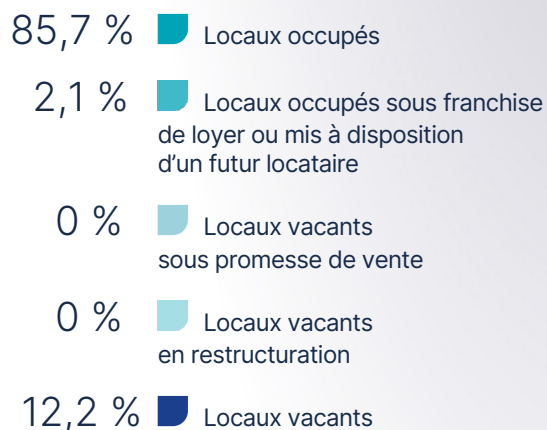 85,7 % Locaux occupés
2,1 % Locaux occupés sous franchise
de loyer ou mis à disposition
d’un futur locataire
0 % Locaux vacants
sous promesse de vente
0 % Locaux vacants
en restructuration
12,2 % Locaux vacants